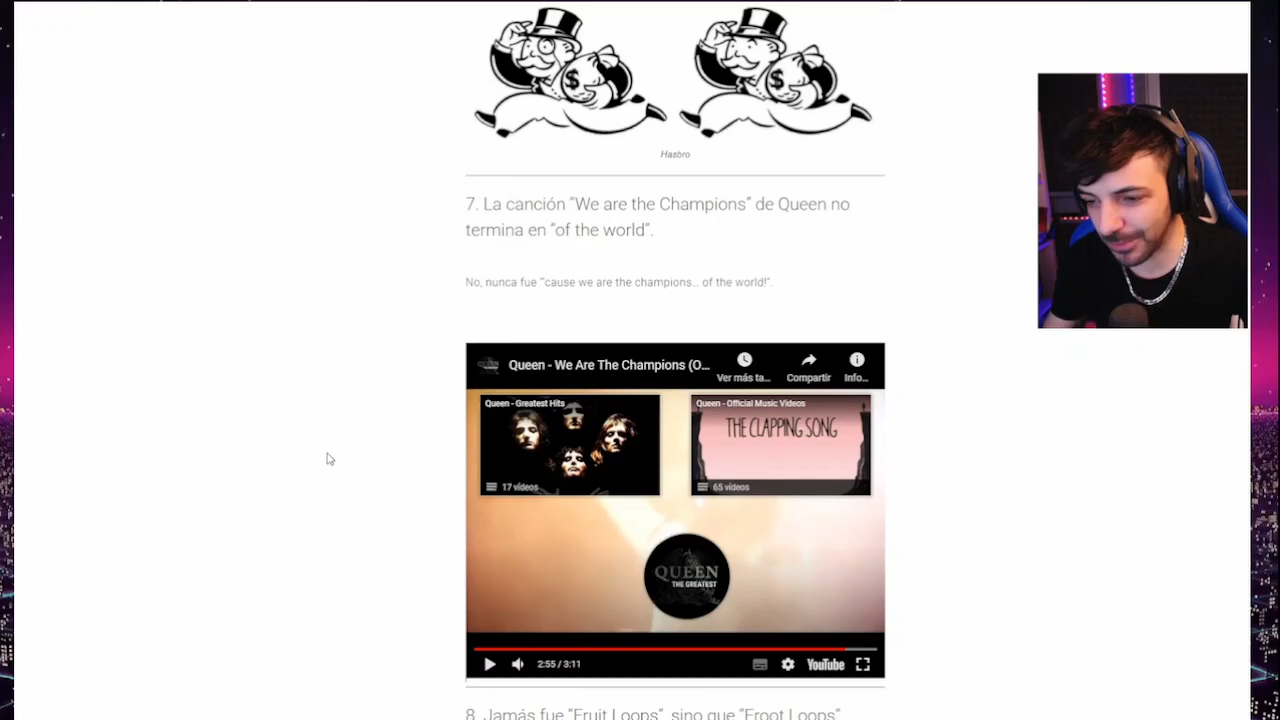 $ $
Hasbro
7. La canción “We are the Champions” de Queen no
termina en “of the world”.
No, nunca fue “‘cause we are the champions... of the world!”.
Queen - We Are The Champions (O...
Ver más ta...
Compartir
Info...
Queen - Greatest Hits
17 vídeos
Queen - Official Music Videos
THE CLAPPING SONG
65 vídeos
QUEEN
THE GREATEST
2:55 / 3:11
YouTube
8. Jamás fue “Fruit Loops”, sino que “Froot Loops”